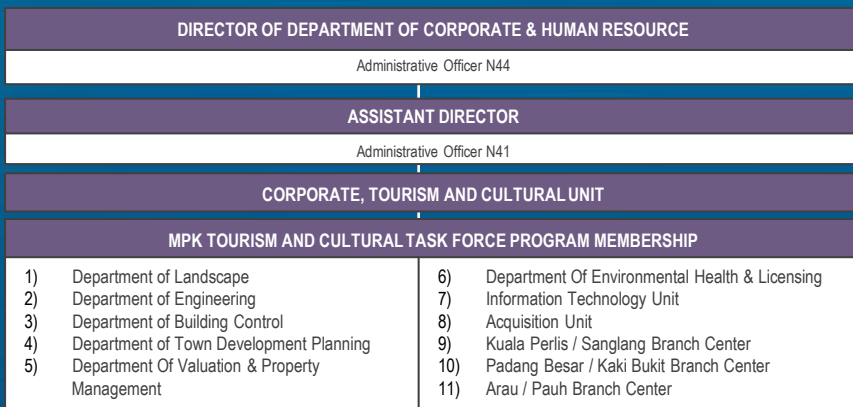 DIRECTOR OF DEPARTMENT OF CORPORATE & HUMAN RESOURCE
Administrative Officer N44
ASSISTANT DIRECTOR
Administrative Officer N41
CORPORATE, TOURISM AND CULTURAL UNIT
MPK TOURISM AND CULTURAL TASK FORCE PROGRAM MEMBERSHIP
1) Department of Landscape
2) Department of Engineering
3) Department of Building Control
4) Department of Town Development Planning
5) Department Of Valuation & Property
Management
6) Department Of Environmental Health & Licensing
7) Information Technology Unit
8) Acquisition Unit
9) Kuala Perlis / Sanglang Branch Center
10) Padang Besar / Kaki Bukit Branch Center
11) Arau / Pauh Branch Center